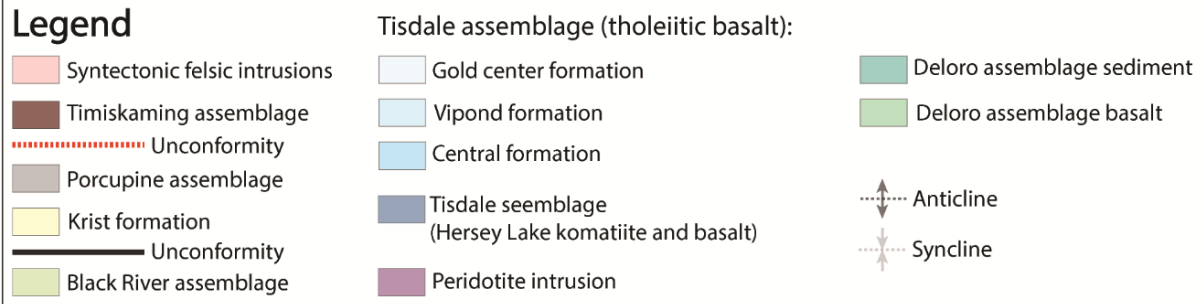 Legend
Syntectonic felsic intrusions
Timiskaming assemblage
Unconformity
Porcupine assemblage
Krist formation
Unconformity
Black River assemblage
Tisdale assemblage (tholeiitic basalt):
Gold center formation
Vipond formation
Central formation
Tisdale seemblage
(Hersey Lake komatiite and basalt)
Peridotite intrusion
Deloro assemblage sediment
Deloro assemblage basalt
Anticline
Syncline